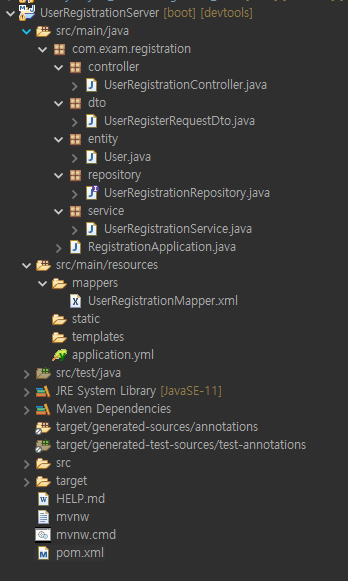 UserRegistrationServer [boot] [devtools]
src/main/java
com.exam.registration
controller
UserRegistrationController.java
dto
UserRegisterRequestDto.java
entity
User.java
repository
UserRegistrationRepository.java
service
UserRegistrationService.java
RegistrationApplication.java
src/main/resources
mappers
UserRegistrationMapper.xml
static
templates
application.yml
src/test/java
JRE System Library [JavaSE-11]
Maven Dependencies
target/generated-sources/annotations
target/generated-test-sources/test-annotations
src
target
HELP.md
mvnw
mvnw.cmd
pom.xml